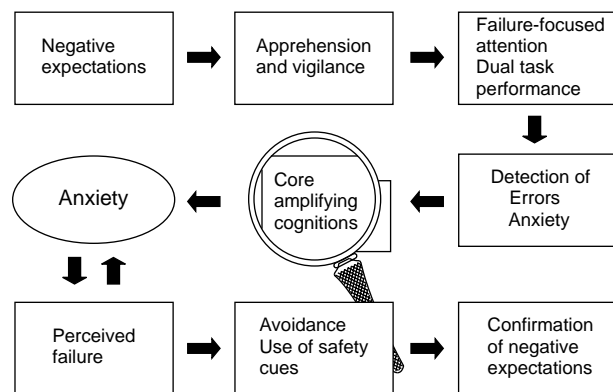 Negative
expectations
Apprehension
and vigilance
Failure-focused
attention
Dual task
performance
Anxiety
Core
amplifying
cognitions
Detection of
Errors
Anxiety
Perceived
failure
Avoidance
Use of safety
cues
Confirmation
of negative
expectations